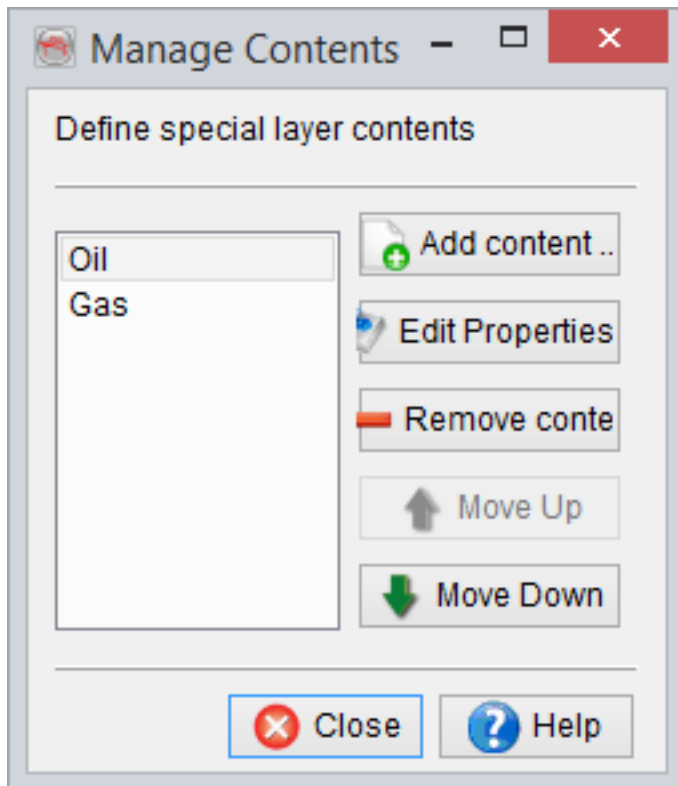 Manage Contents
Define special layer contents
Oil
Gas
Add content ..
Edit Properties
Remove conte
Move Up
Move Down
Close
Help